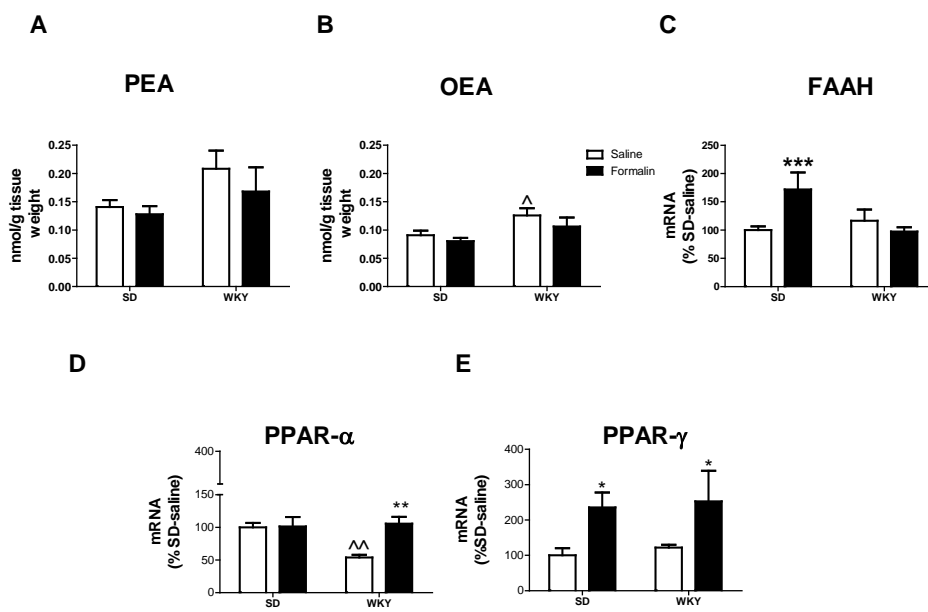 A
PEA
nmol/g tissue
weight
0.25
0.20
0.15
0.10
0.05
0.00
SD
WKY
B
OEA
nmol/g tissue
weight
0.25
0.20
0.15
0.10
0.05
0.00
^
SD
WKY
Saline
Formalin
C
FAAH
mRNA
(% SD-saline)
250
200
150
100
50
0
***
SD
WKY
D
PPAR-α
mRNA
(% SD-saline)
400
150
100
50
0
^^
**
SD
WKY
E
PPAR-γ
mRNA
(%SD-saline)
400
300
200
100
0
*
*
SD
WKY